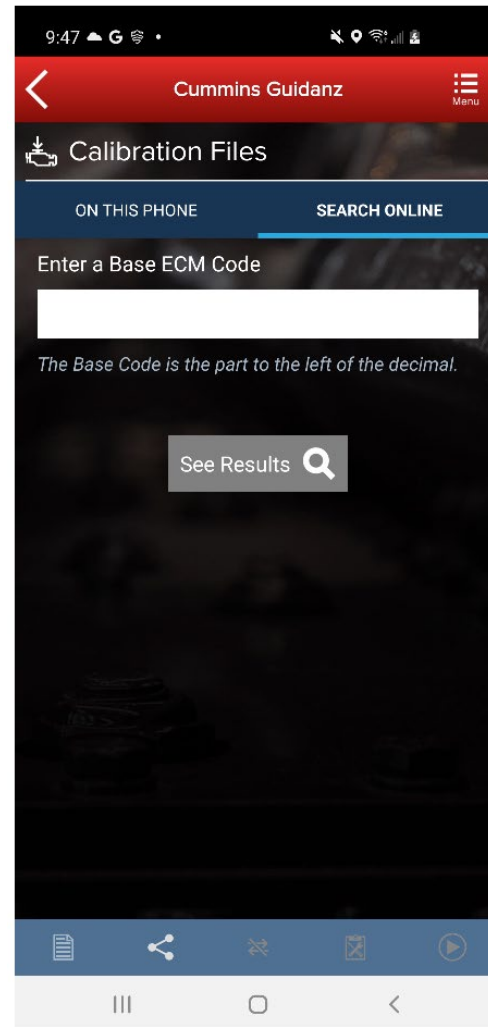 9:47 G
Cummins Guidanz
Menu
Calibration Files
ON THIS PHONE SEARCH ONLINE
Enter a Base ECM Code
The Base Code is the part to the left of the decimal.
See Results